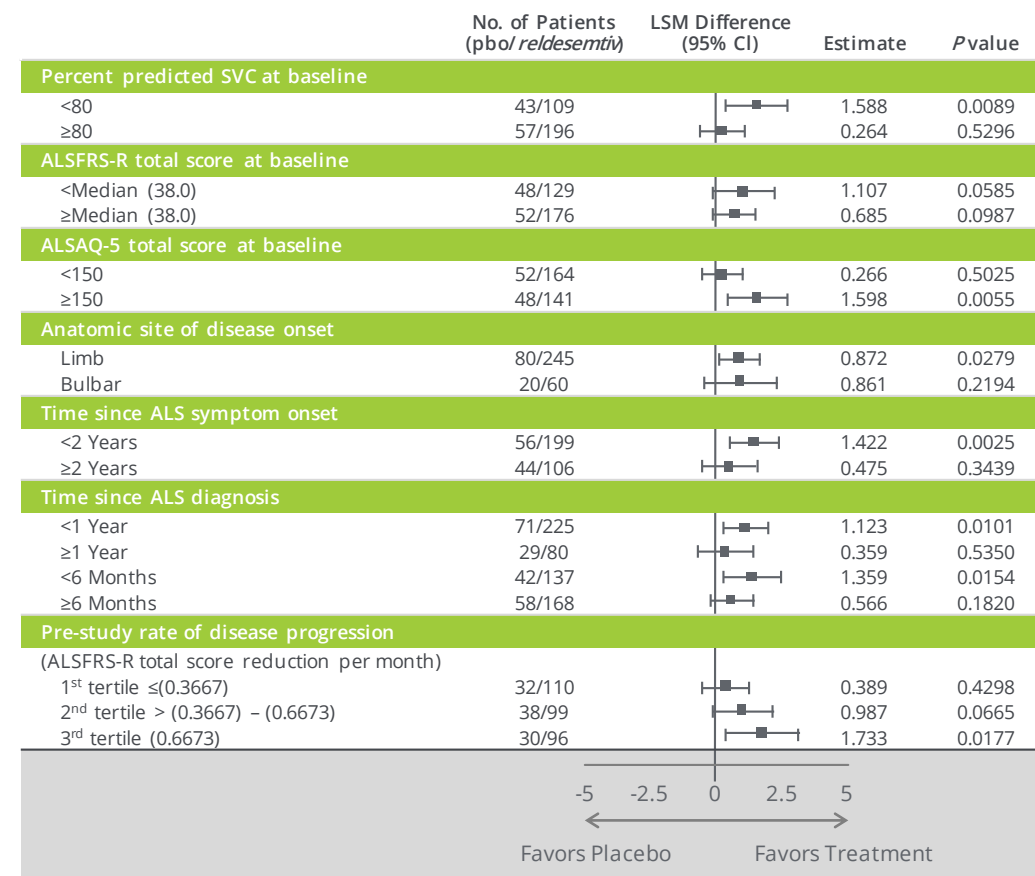 No. of Patients (pbo/reldesemtiv) LSM Difference (95% CI) Estimate P value
Percent predicted SVC at baseline
<80 43/109 1.588 0.0089
≥80 57/196 0.264 0.5296
ALSFRS-R total score at baseline
<Median (38.0) 48/129 1.107 0.0585
≥Median (38.0) 52/176 0.685 0.0987
ALSAQ-5 total score at baseline
<150 52/164 0.266 0.5025
≥150 48/141 1.598 0.0055
Anatomic site of disease onset
Limb 80/245 0.872 0.0279
Bulbar 20/60 0.861 0.2194
Time since ALS symptom onset
<2 Years 56/199 1.422 0.0025
≥2 Years 44/106 0.475 0.3439
Time since ALS diagnosis
<1 Year 71/225 1.123 0.0101
≥1 Year 29/80 0.359 0.5350
<6 Months 42/137 1.359 0.0154
≥6 Months 58/168 0.566 0.1820
Pre-study rate of disease progression
(ALSFRS-R total score reduction per month)
1st tertile ≤(0.3667) 32/110 0.389 0.4298
2nd tertile > (0.3667) – (0.6673) 38/99 0.987 0.0665
3rd tertile (0.6673) 30/96 1.733 0.0177
-5 -2.5 0 2.5 5
Favors Placebo Favors Treatment